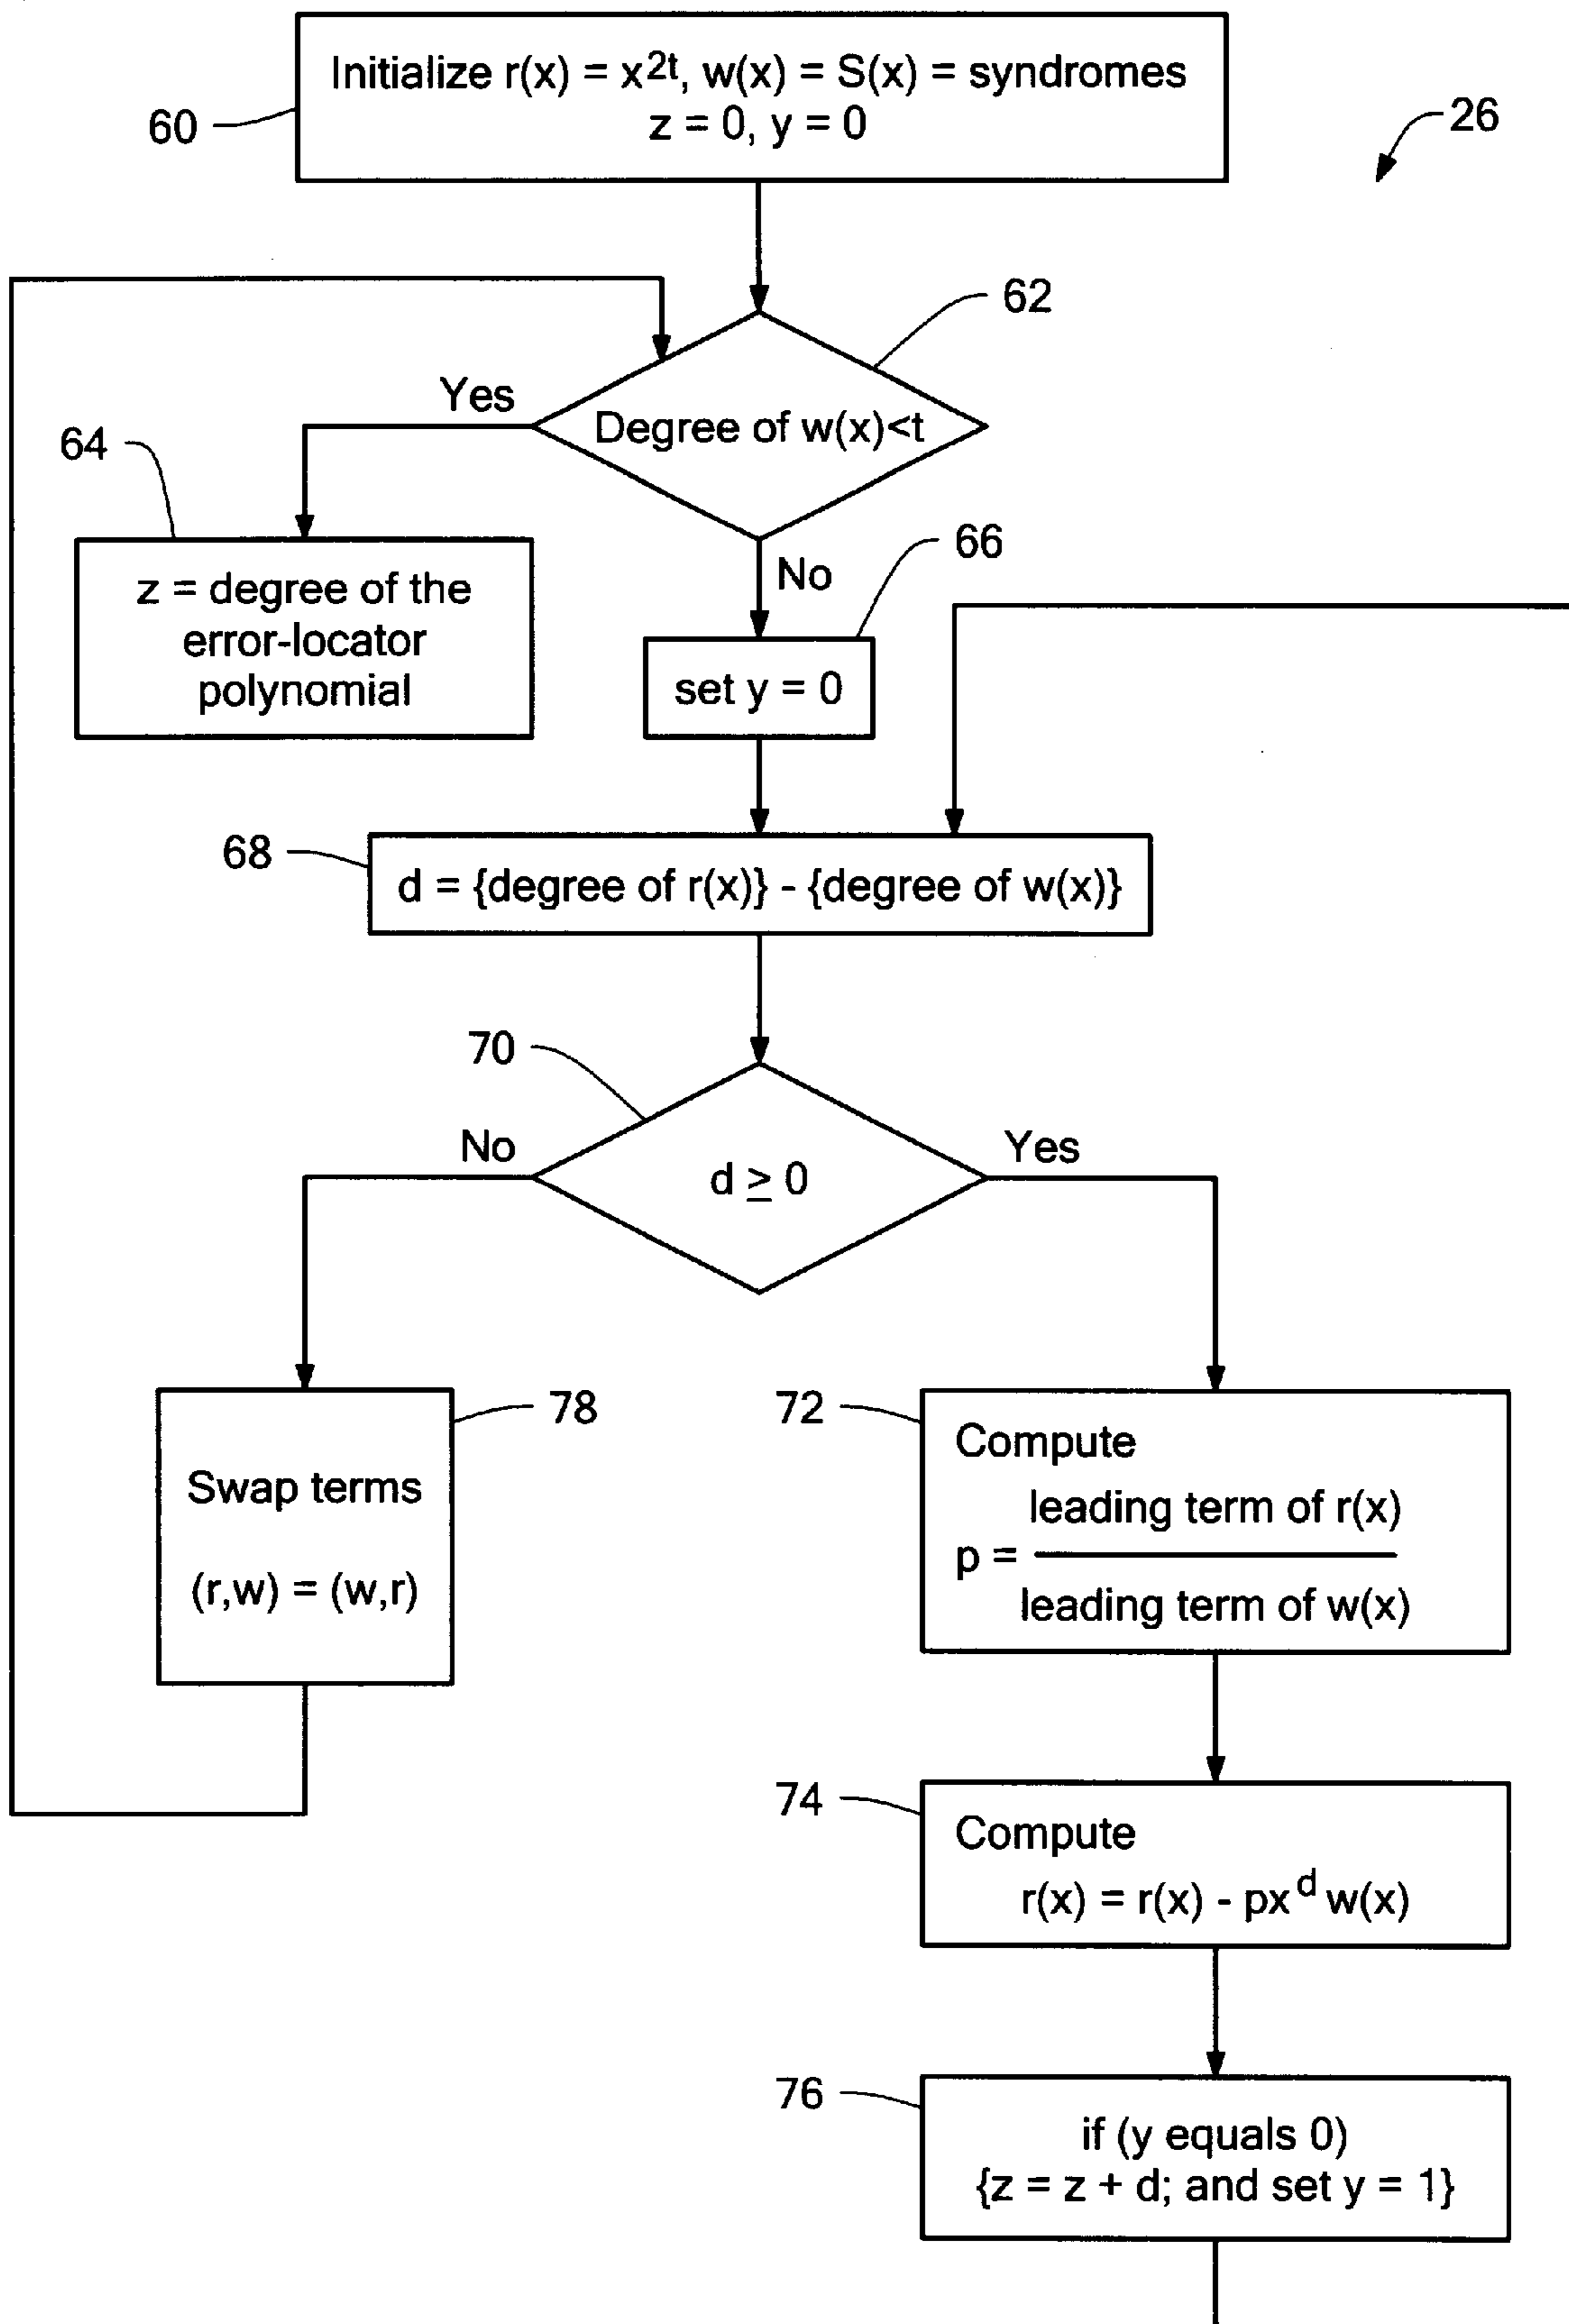 Initialize r(x) = x2t, w(x) = S(x) = syndromes
z = 0, y = 0
60
26
62
Yes
Degree of w(x)<t
64
66
No
z = degree of the
error-locator
polynomial
set y = 0
68
d = {degree of r(x)} - {degree of w(x)}
70
No
Yes
d ≥ 0
78
72
Compute
leading term of r(x)
p =
leading term of w(x)
Swap terms
(r,w) = (w,r)
74
Compute
r(x) = r(x) - pxd w(x)
76
if (y equals 0)
{z = z + d; and set y = 1}